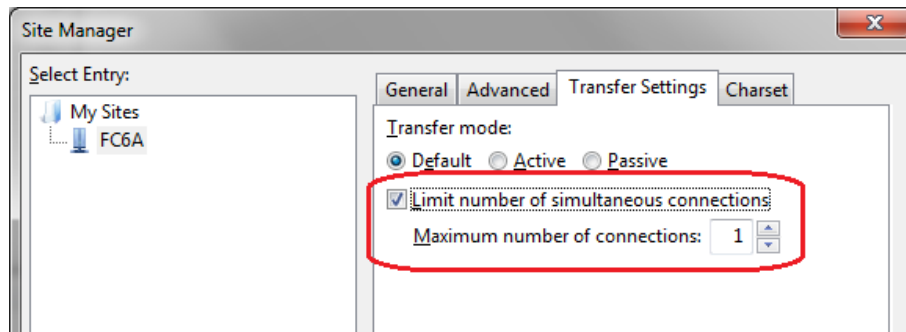 Site Manager
Select Entry:
My Sites
FC6A
General Advanced Transfer Settings Charset
Transfer mode:
Default Active Passive
Limit number of simultaneous connections
Maximum number of connections: 1